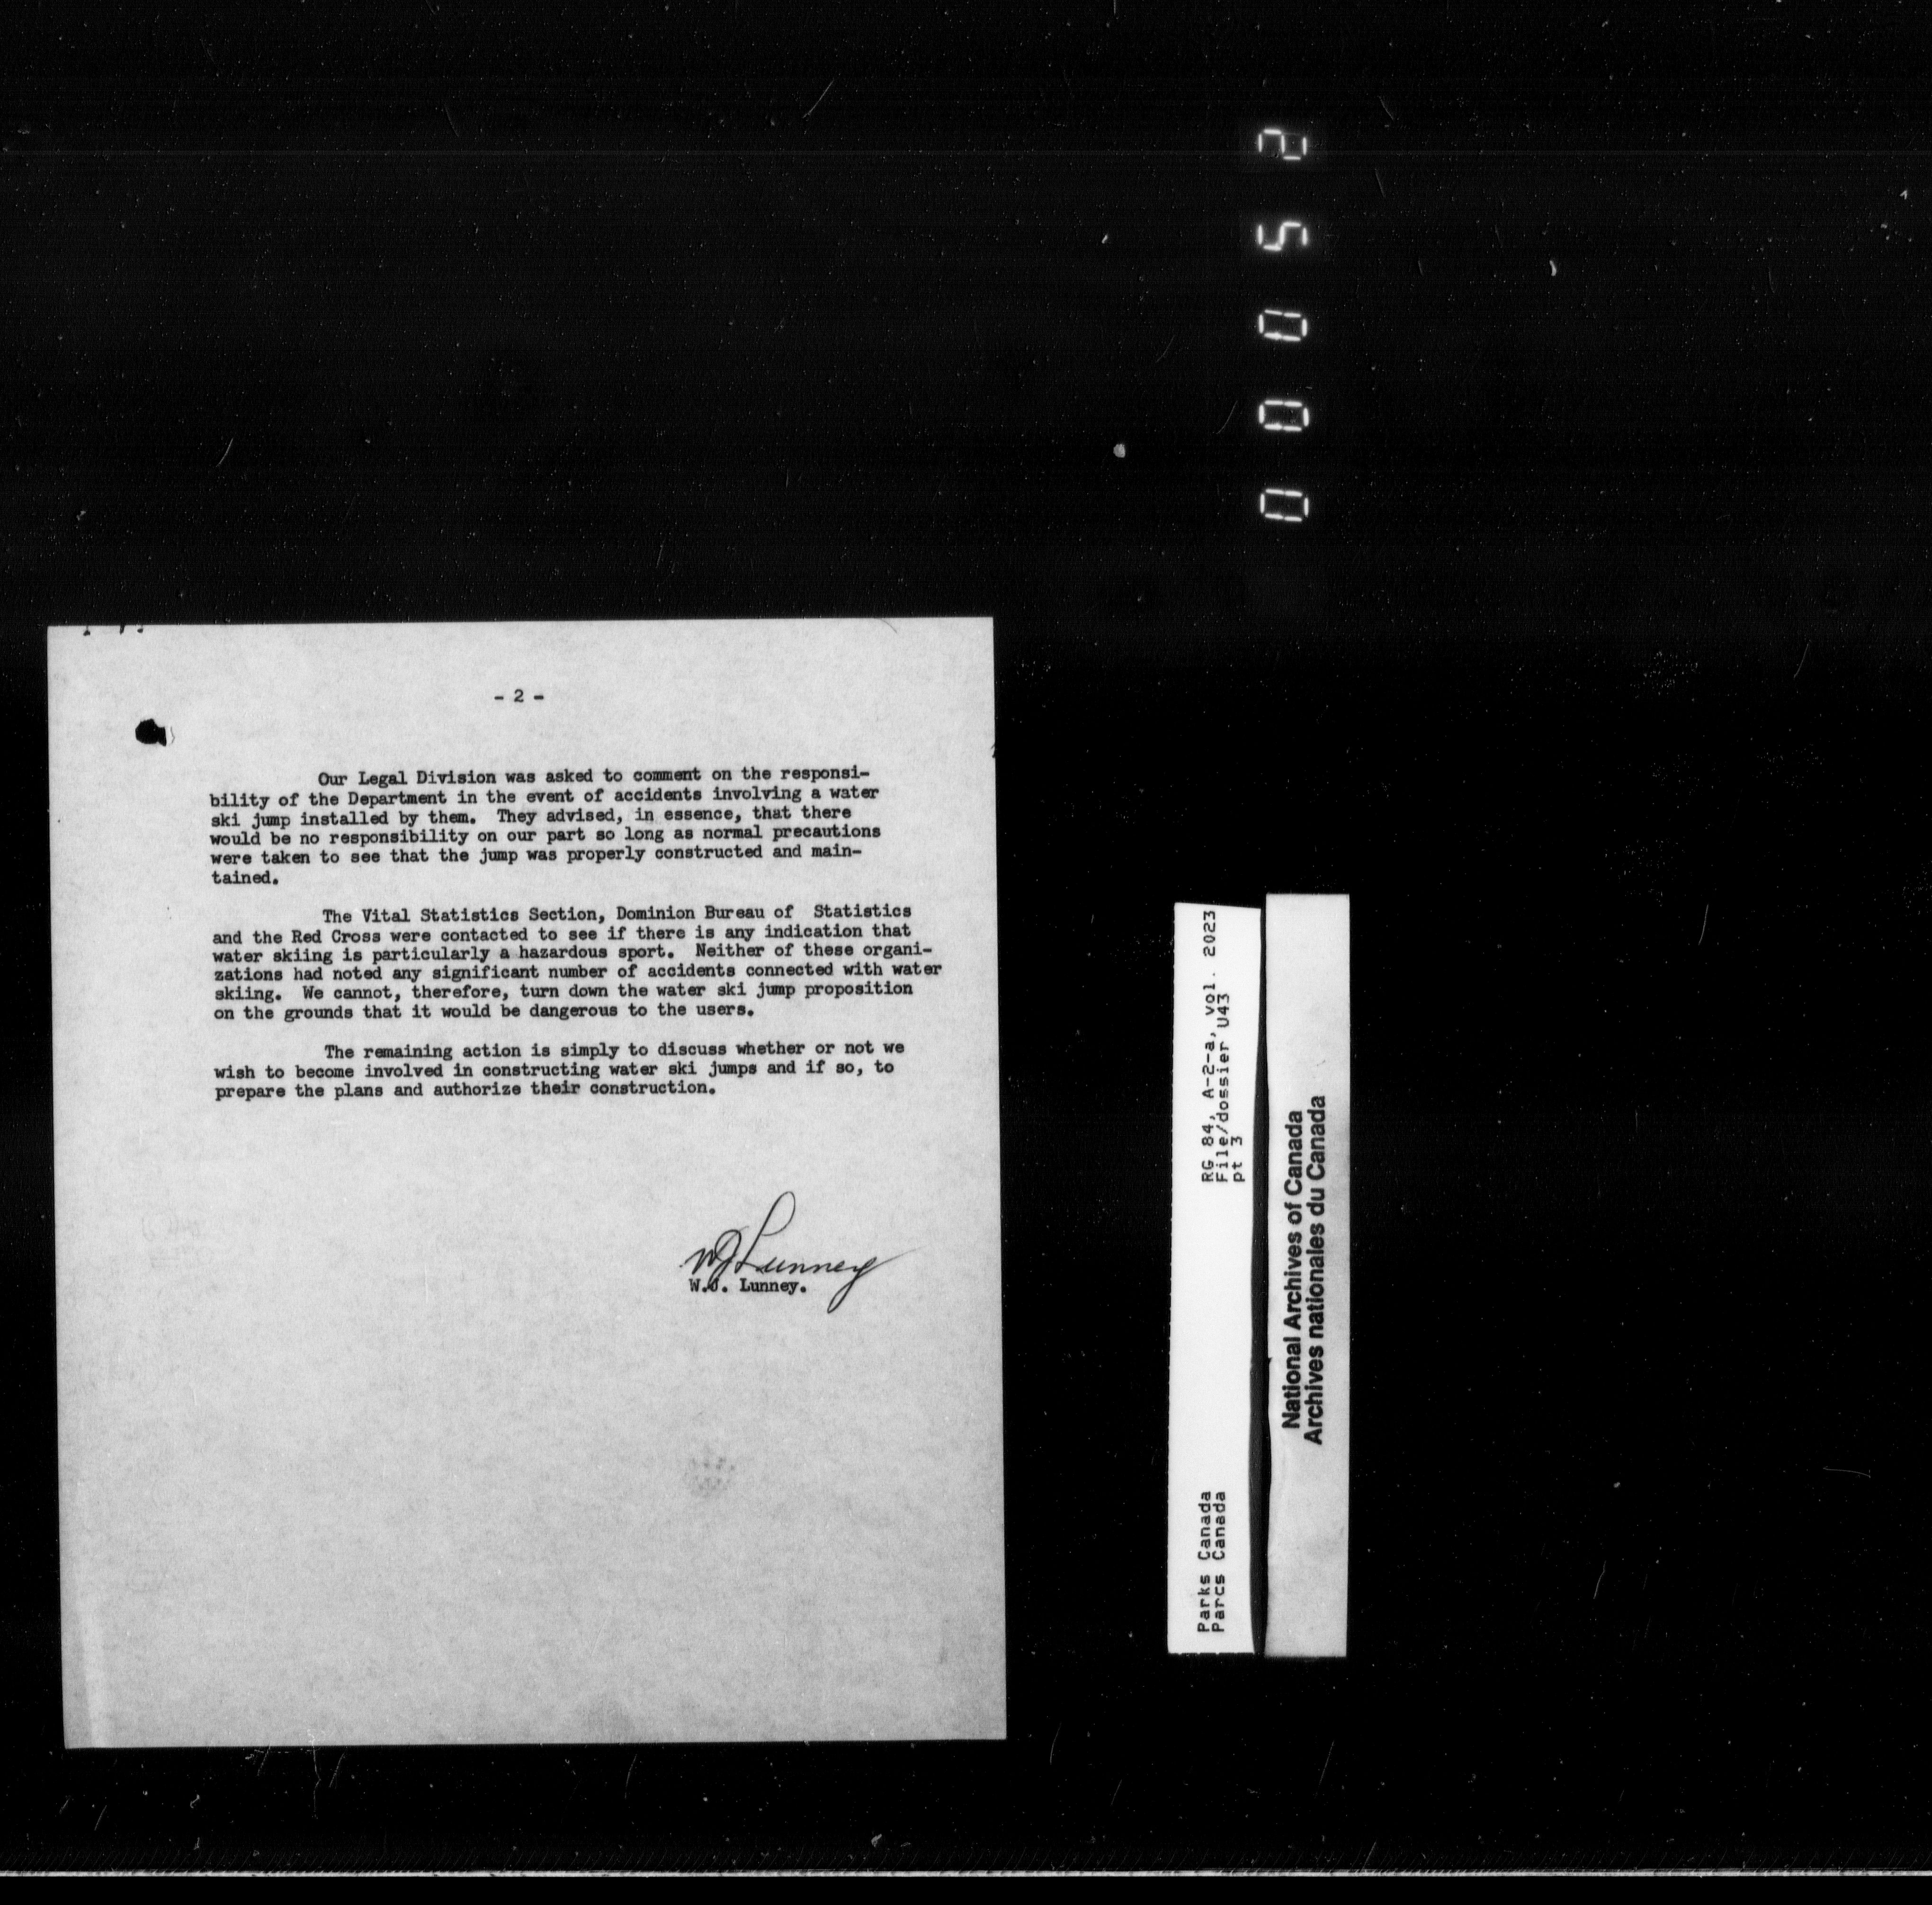 00052
- 2 -
Our Legal Division was asked to comment on the responsi-
bility of the Department in the event of accidents involving a water
ski jump installed by them. They advised, in essence, that there
would be no responsibility on our part so long as normal precautions
were taken to see that the jump was properly constructed and main-
tained.
The Vital Statistics Section, Dominion Bureau of Statistics
and the Red Cross were contacted to see if there is any indication that
water skiing is particularly a hazardous sport. Neither of these organi-
zations had noted any significant number of accidents connected with water
skiing. We cannot, therefore, turn down the water ski jump proposition
on the grounds that it would be dangerous to the users.
The remaining action is simply to discuss whether or not we
wish to become involved in constructing water ski jumps and if so, to
prepare the plans and authorize their construction.
WJ Lunney
W.J. Lunney.
Parks Canada
Parcs Canada
RG 84, A-2-a, vol. 2023
File/dossier U43
pt 3
National Archives of Canada
Archives nationales du Canada